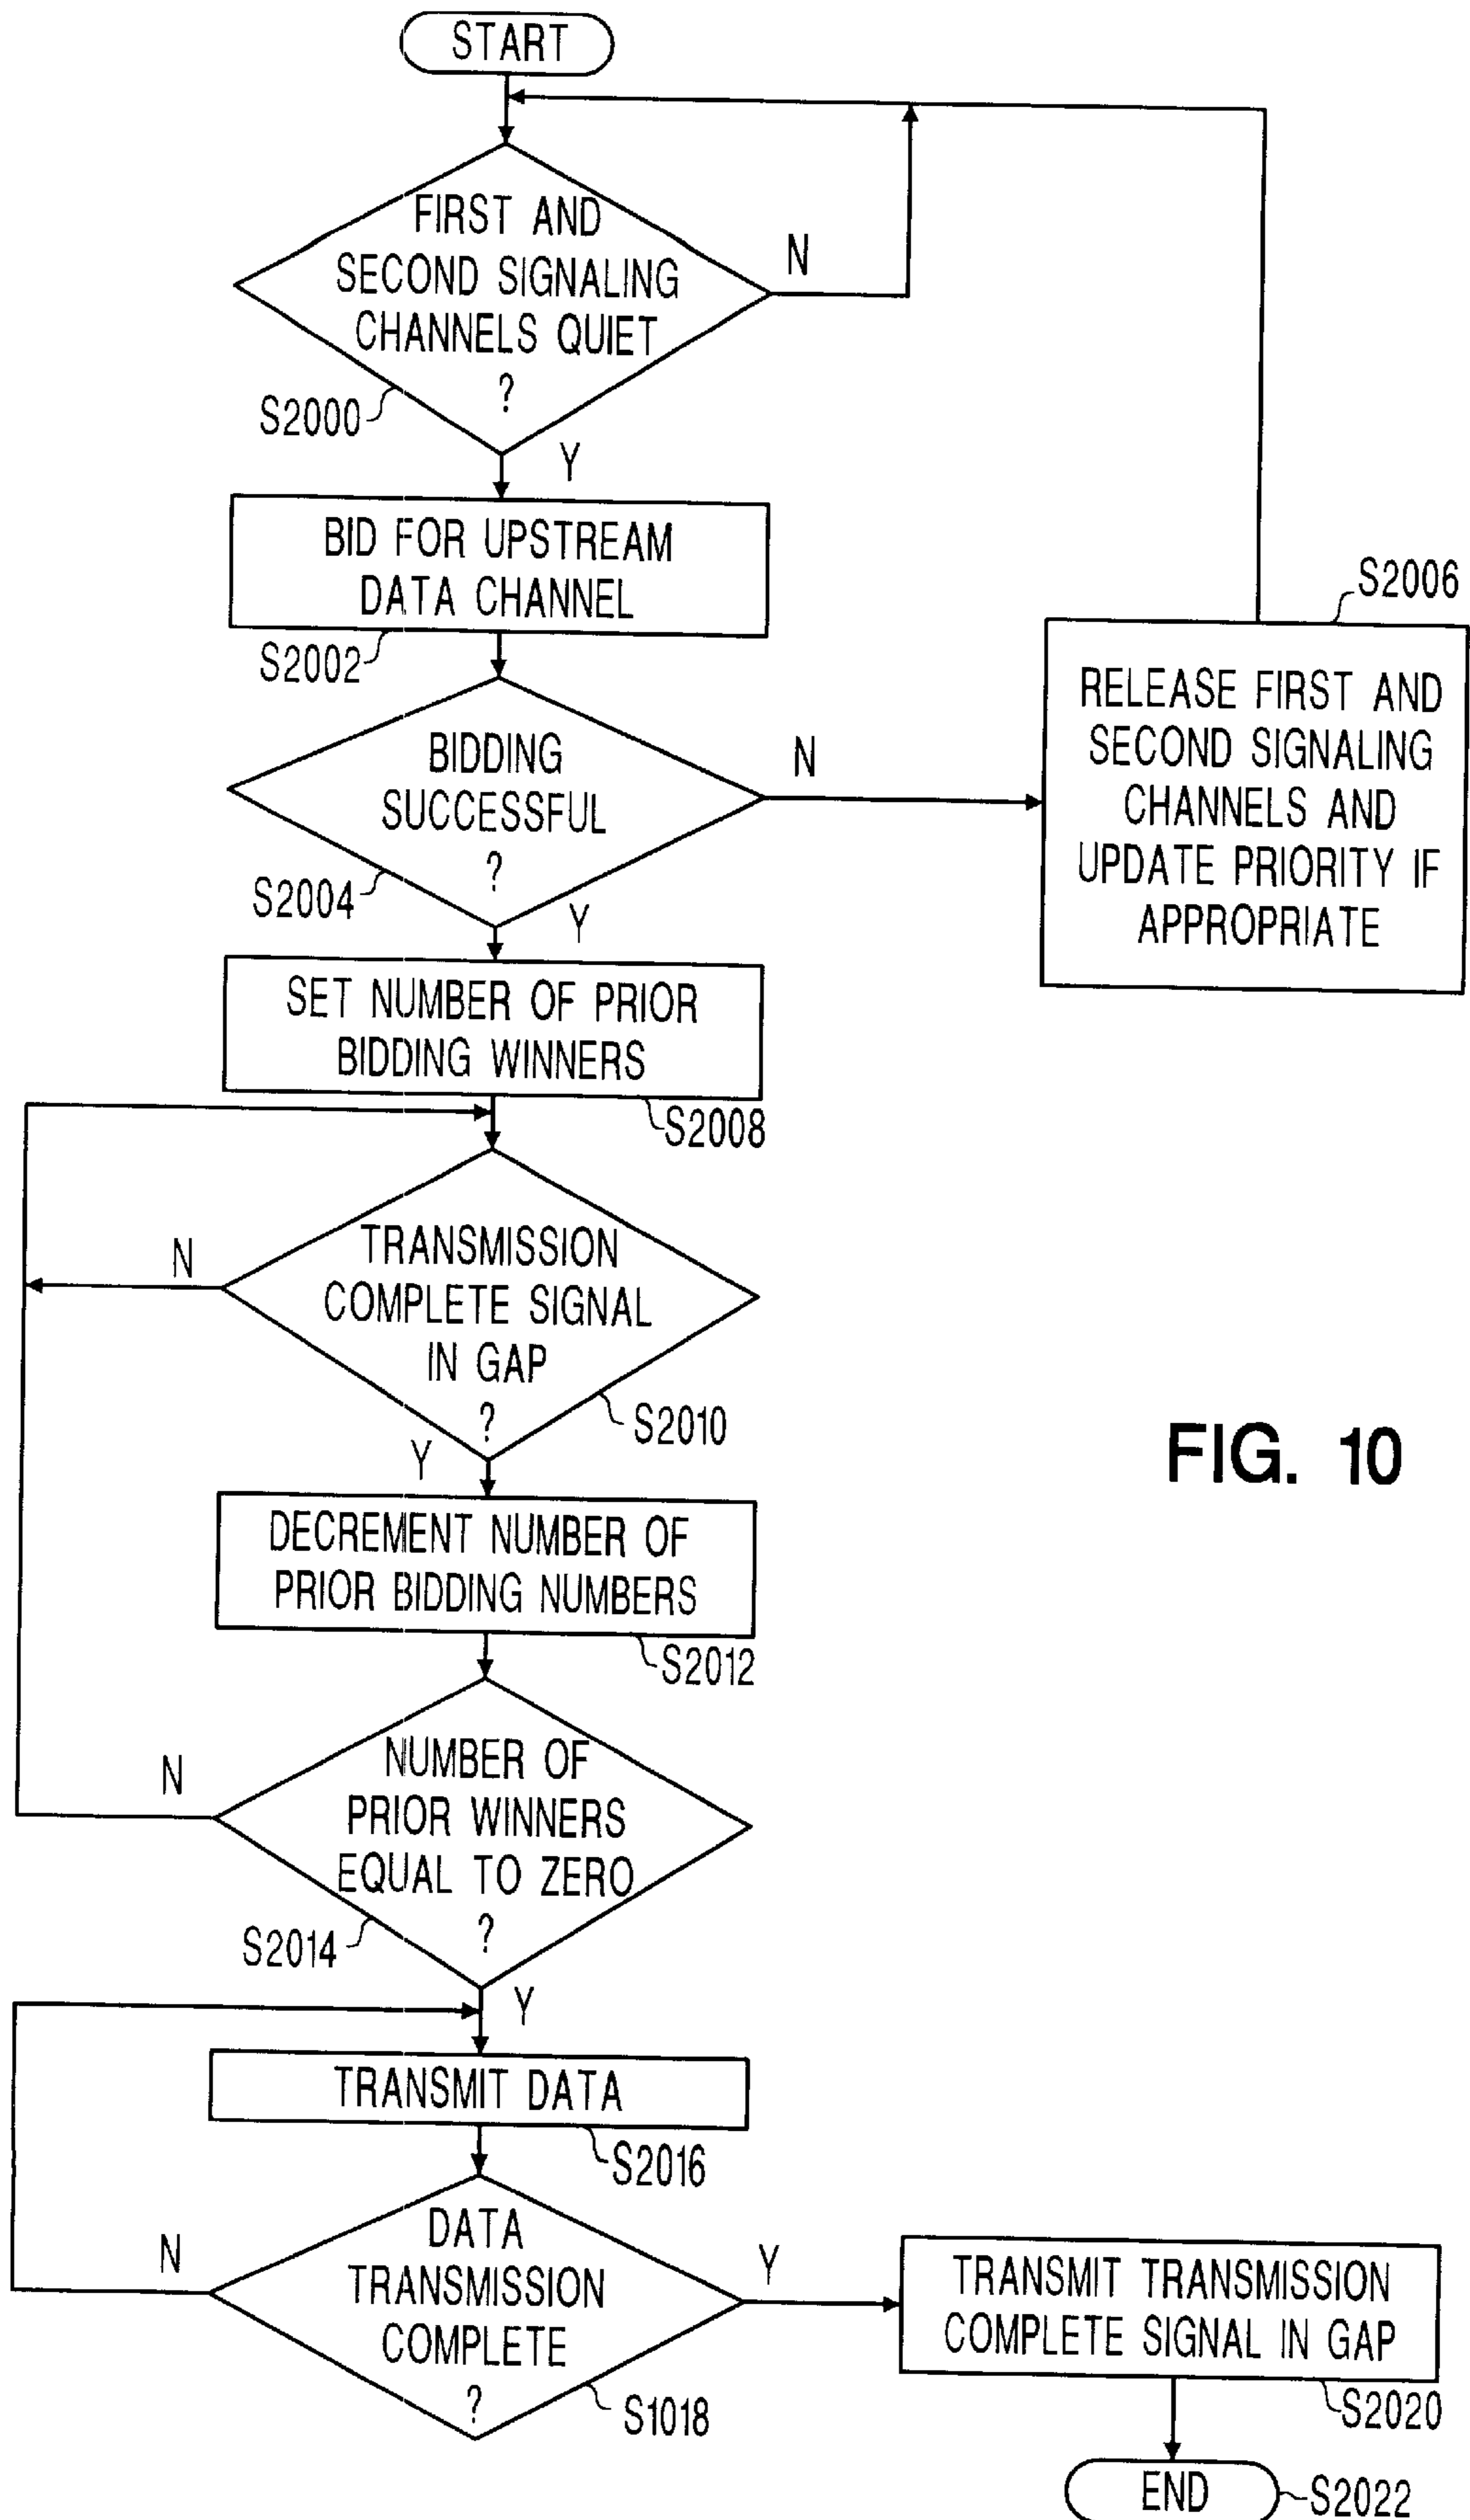 START
FIRST AND
SECOND SIGNALING
CHANNELS QUIET
?
N
S2000
Y
BID FOR UPSTREAM
DATA CHANNEL
S2002
S2006
RELEASE FIRST AND
SECOND SIGNALING
CHANNELS AND
UPDATE PRIORITY IF
APPROPRIATE
BIDDING
SUCCESSFUL
?
N
S2004
Y
SET NUMBER OF PRIOR
BIDDING WINNERS
S2008
TRANSMISSION
COMPLETE SIGNAL
IN GAP
?
N
S2010
Y
FIG. 10
DECREMENT NUMBER OF
PRIOR BIDDING NUMBERS
S2012
NUMBER OF
PRIOR WINNERS
EQUAL TO ZERO
?
N
S2014
Y
TRANSMIT DATA
S2016
DATA
TRANSMISSION
COMPLETE
?
N
Y
S1018
TRANSMIT TRANSMISSION
COMPLETE SIGNAL IN GAP
S2020
END
S2022